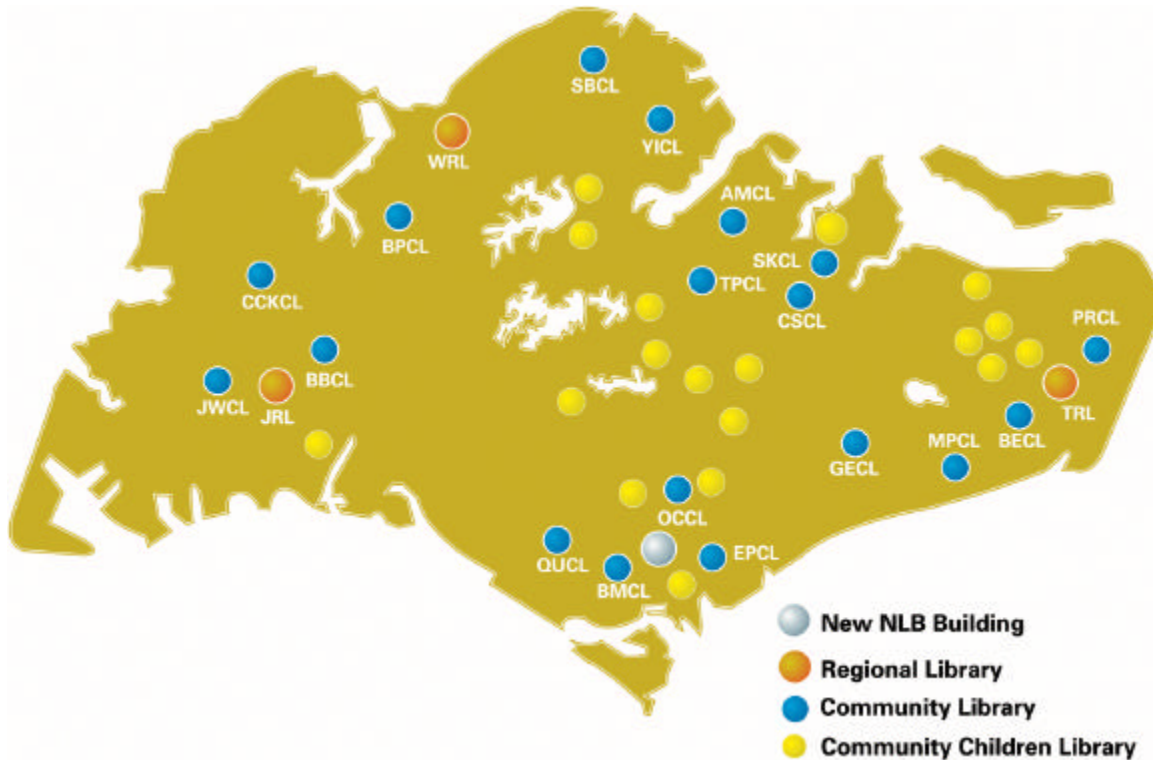 SBCL
WRL
YICL
AMCL
BPCL
SKCL
CCKCL
TPCL
CSCL
PRCL
BBCL
JWCL
JRL
TRL
BECL
MPCL
GECL
OCCL
QUCL
EPCL
BMCL
New NLB Building
Regional Library
Community Library
Community Children Library